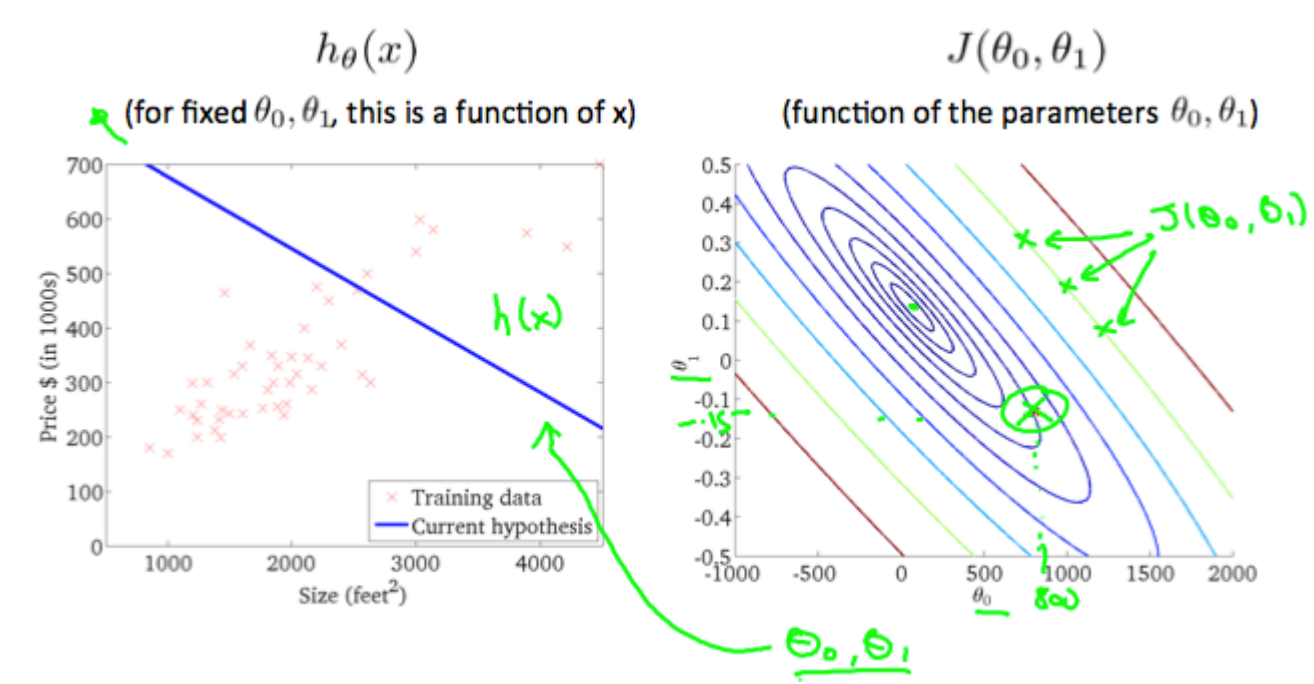 h_θ(x)
(for fixed θ₀, θ₁, this is a function of x)
700
600
500
400
300
200
100
0
Price $ (in 1000s)
h(x)
× Training data
Current hypothesis
1000 2000 3000 4000
Size (feet²)
J(θ₀, θ₁)
(function of the parameters θ₀, θ₁)
0.5
0.4
0.3
0.2
0.1
0
-0.1
-0.2
-0.3
-0.4
-0.5
θ₁
-.15
J(θ₀, θ₁)
-1000 -500 0 500 1000 1500 2000
θ₀
800
θ₀, θ₁